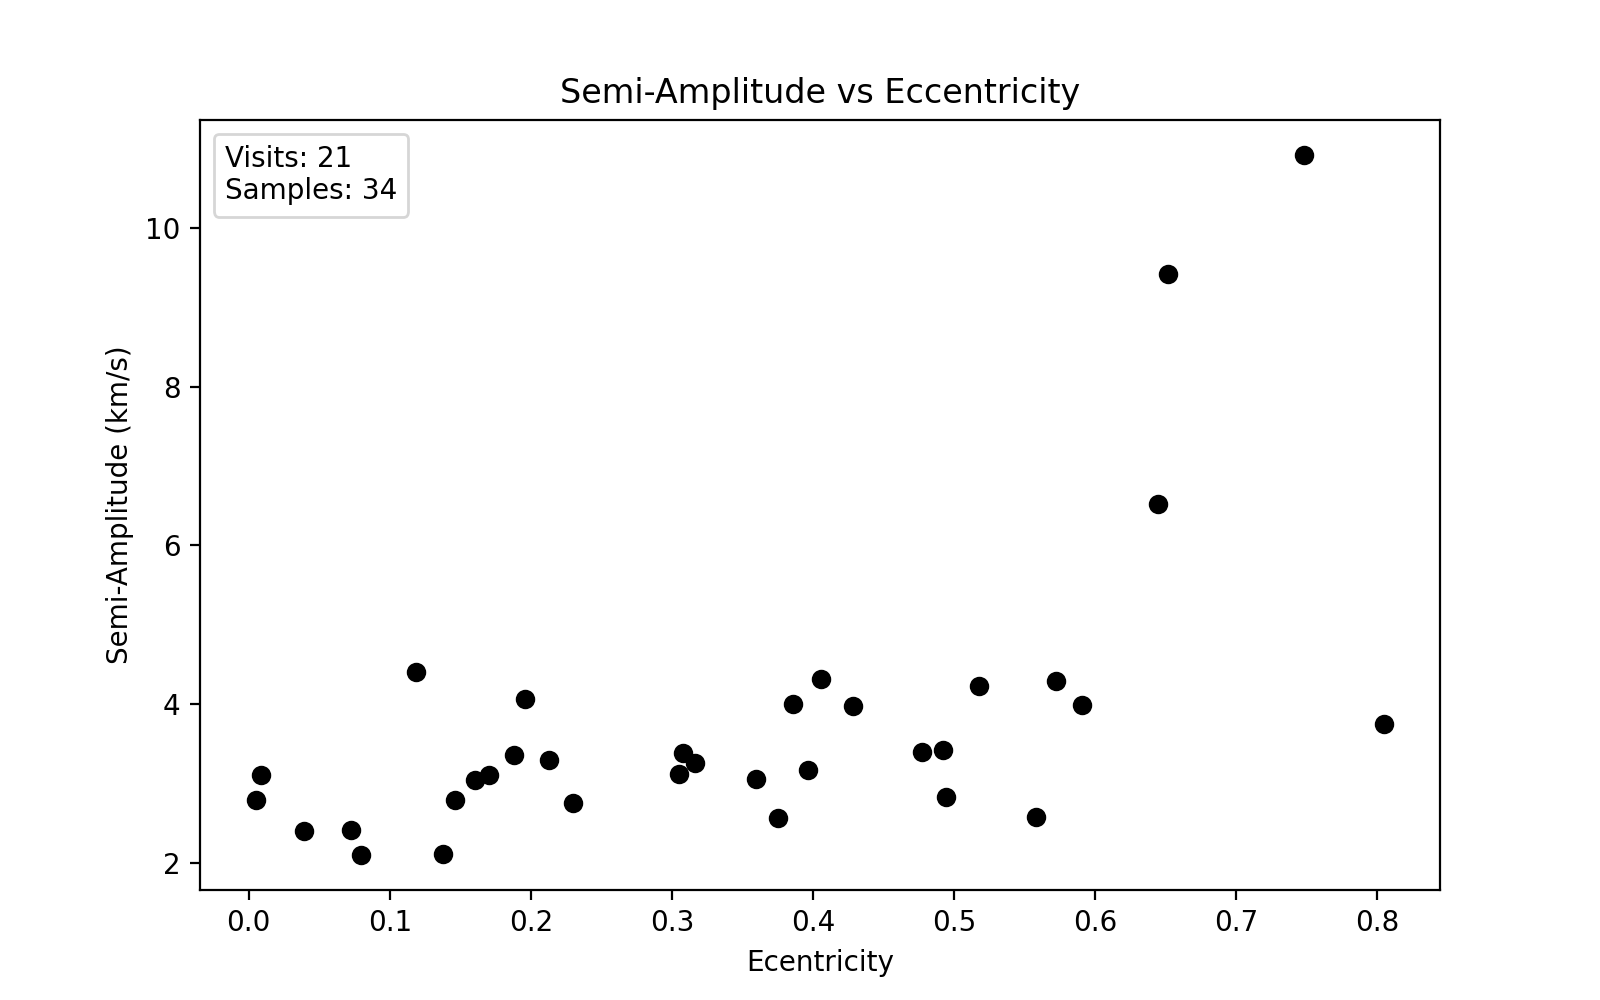 Semi-Amplitude vs Eccentricity
Visits: 21
Samples: 34
Semi-Amplitude (km/s)
10
8
6
4
2
0.0 0.1 0.2 0.3 0.4 0.5 0.6 0.7 0.8
Ecentricity